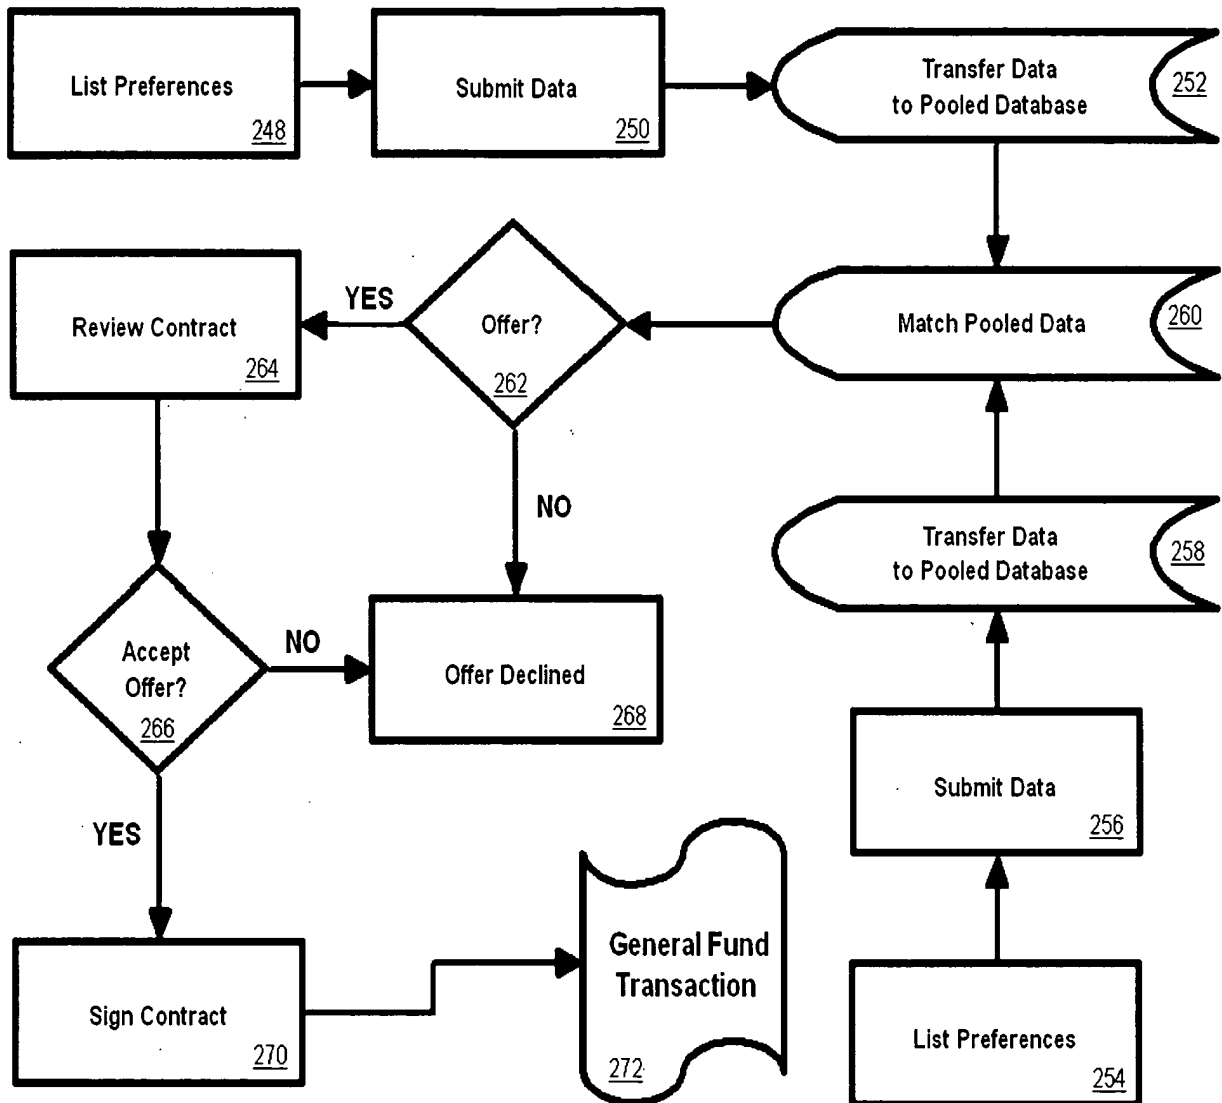 List Preferences
248
Submit Data
250
Transfer Data
to Pooled Database
252
Review Contract
264
YES
Offer?
262
Match Pooled Data
260
NO
Transfer Data
to Pooled Database
258
Accept
Offer?
266
NO
Offer Declined
268
Submit Data
256
YES
Sign Contract
270
General Fund
Transaction
272
List Preferences
254